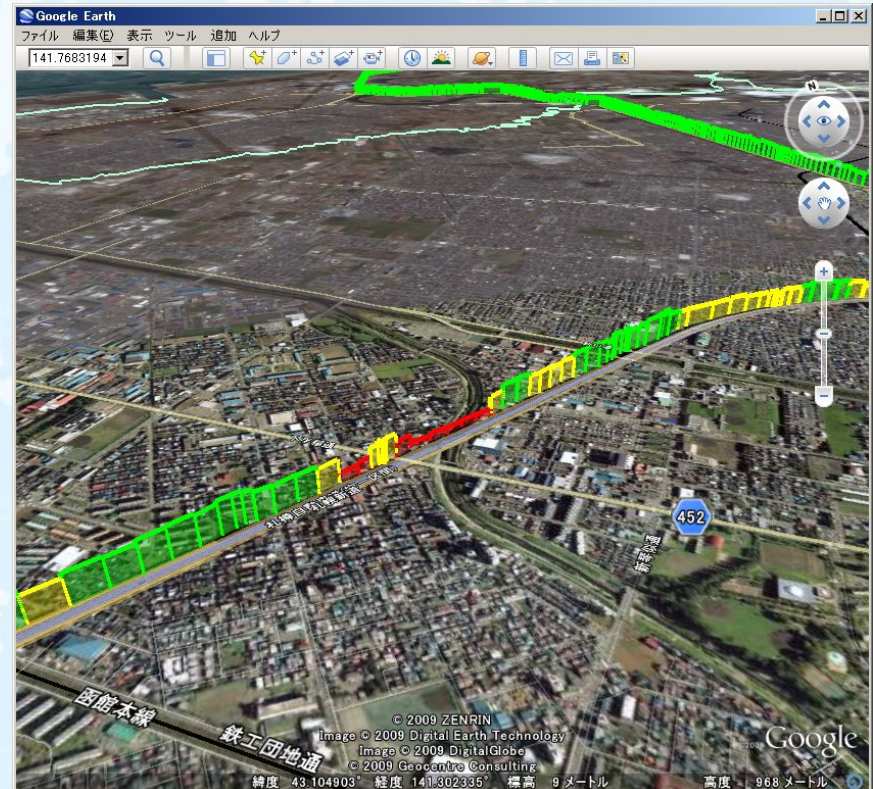 Google Earth
ファイル 編集(E) 表示 ツール 追加 ヘルプ
141.7683194
N
452
函館本線
鉄工団地通
© 2009 ZENRIN
Image © 2009 Digital Earth Technology
Image © 2009 DigitalGlobe
© 2009 Geocentre Consulting
©2009 Google
緯度 43.104903° 経度 141.302335° 標高 9 メートル 高度 968 メートル